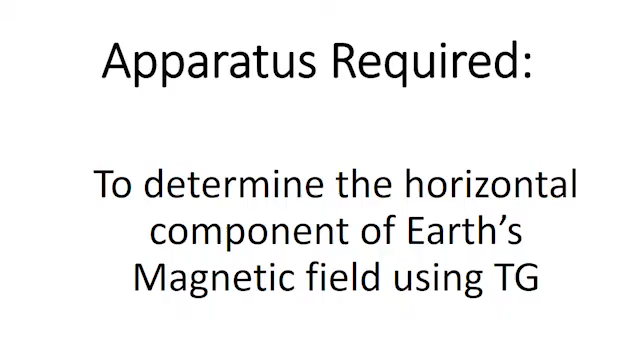 Apparatus Required:
To determine the horizontal
component of Earth's
Magnetic field using TG